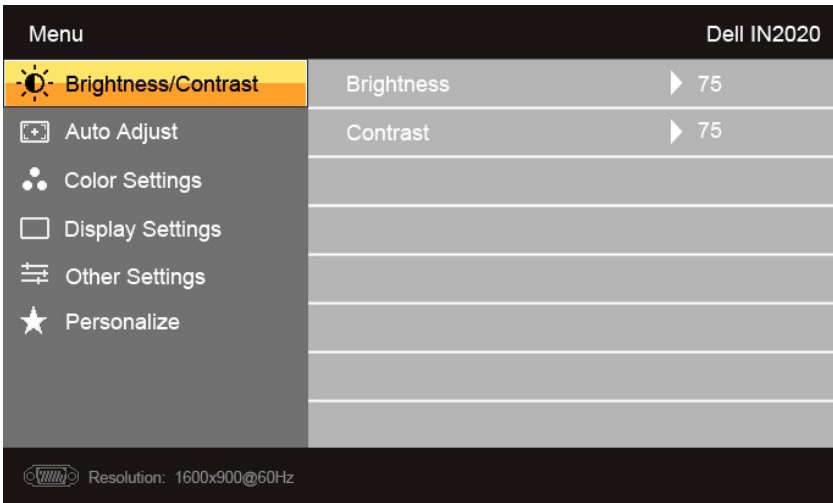 Menu Dell IN2020
Brightness/Contrast Brightness 75
Auto Adjust Contrast 75
Color Settings
Display Settings
Other Settings
Personalize
Resolution: 1600x900@60Hz